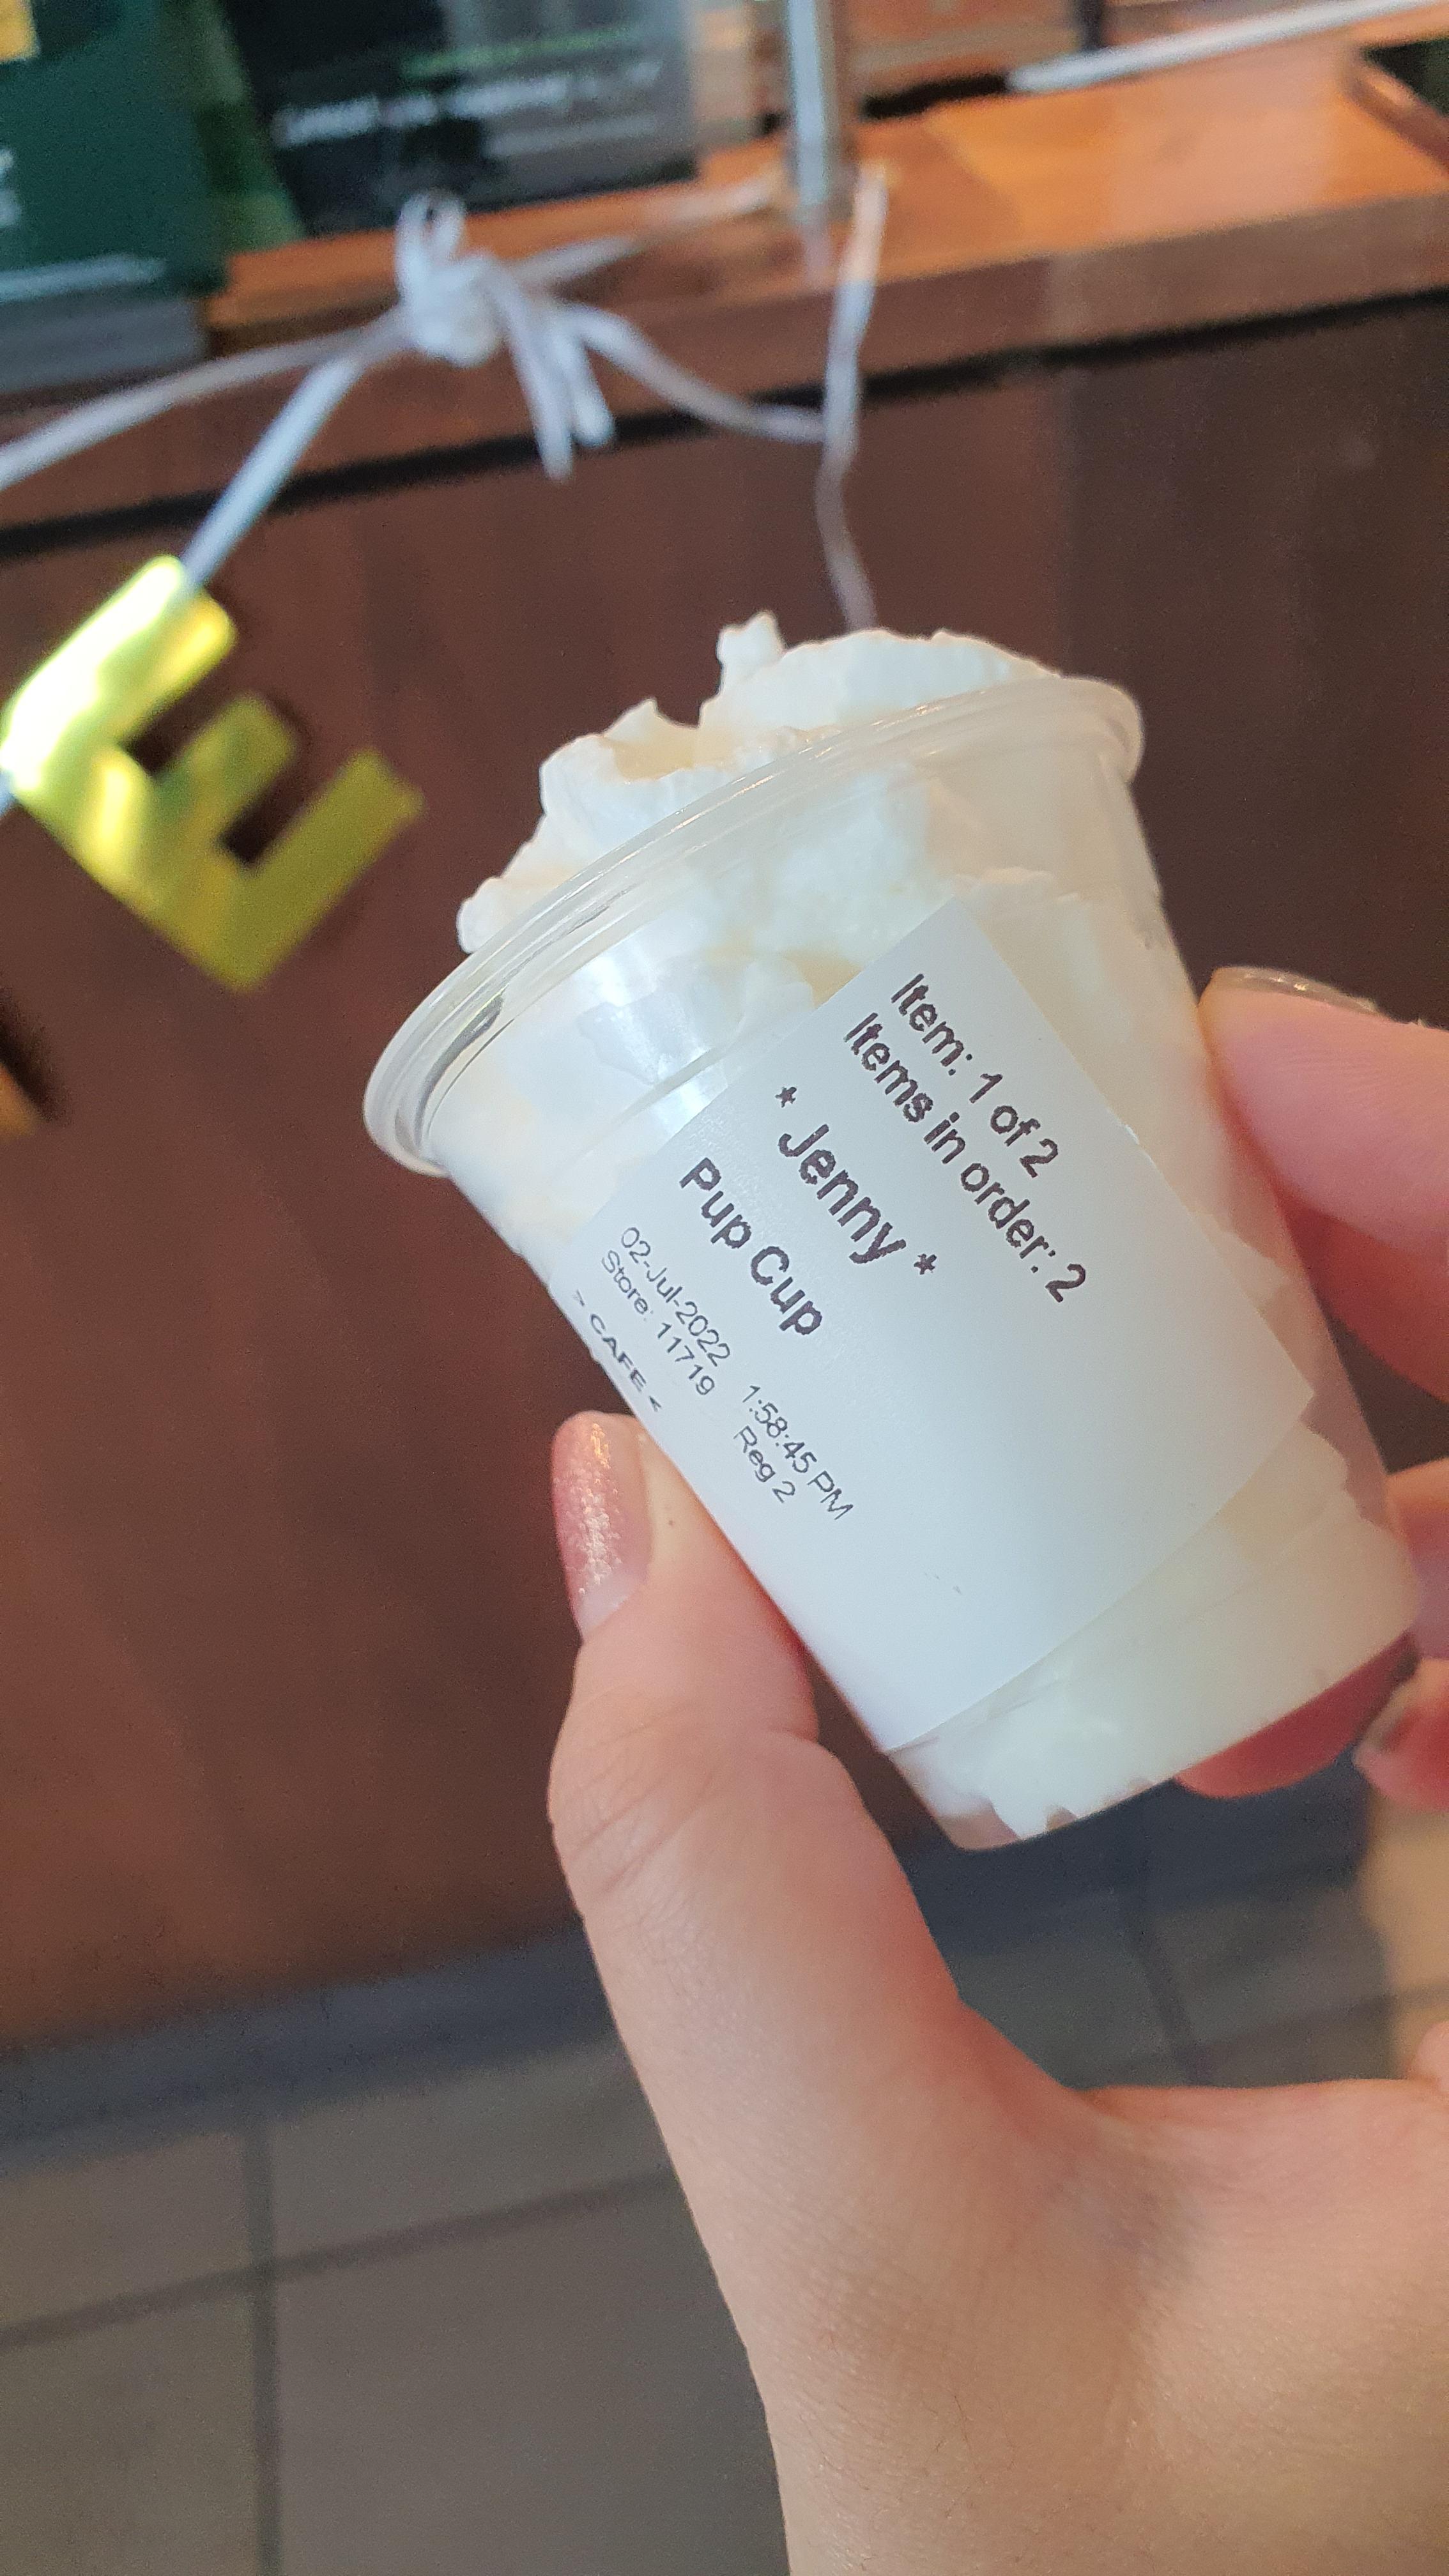 Item: 1 of 2
Items in order: 2
* Jenny *
Pup Cup
02-Jul-2022 1:58:45 PM
Store: 11719 Reg 2
> CAFE <
E